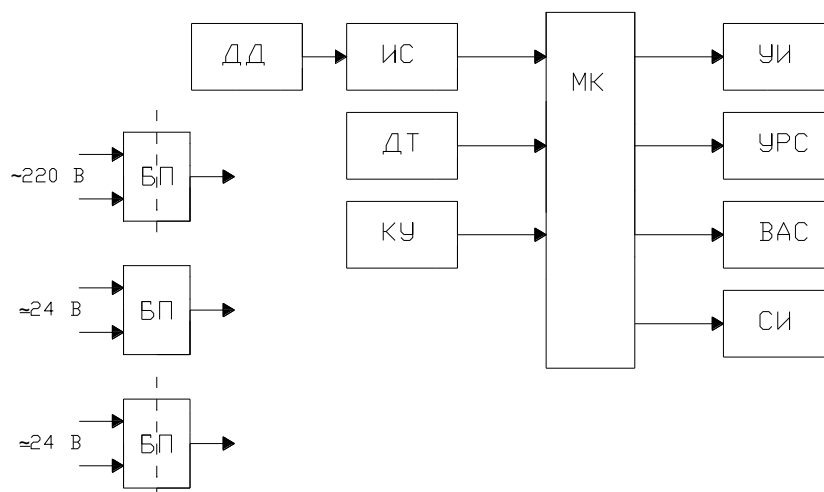 ДД
ИС
МК
УИ
ДТ
УРС
~220 В
БП
КУ
ВАС
≃24 В
БП
СИ
≃24 В
БП